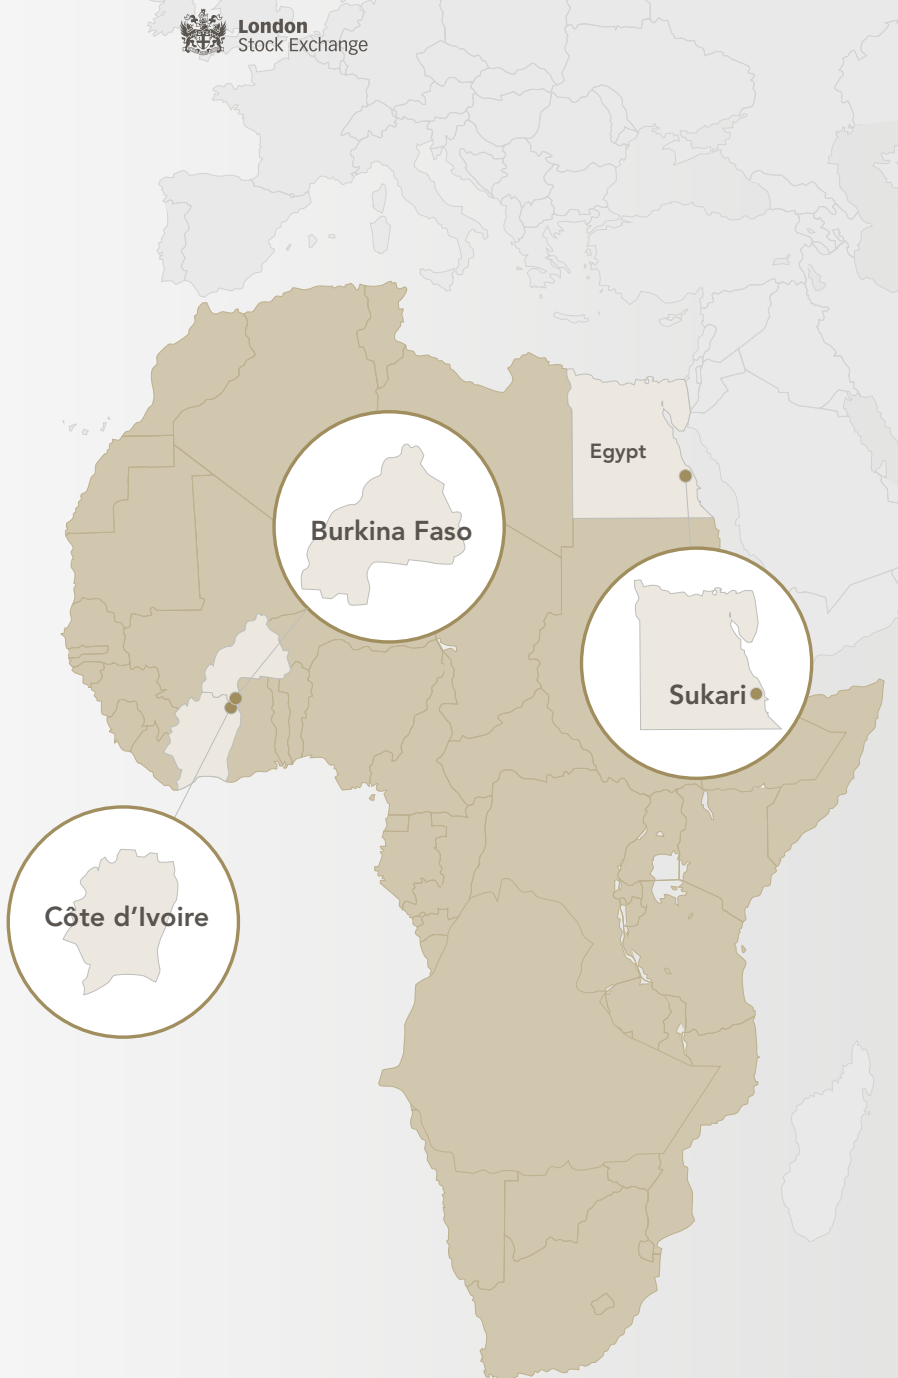 London
Stock Exchange
Egypt
Burkina Faso
Sukari
Côte d’Ivoire